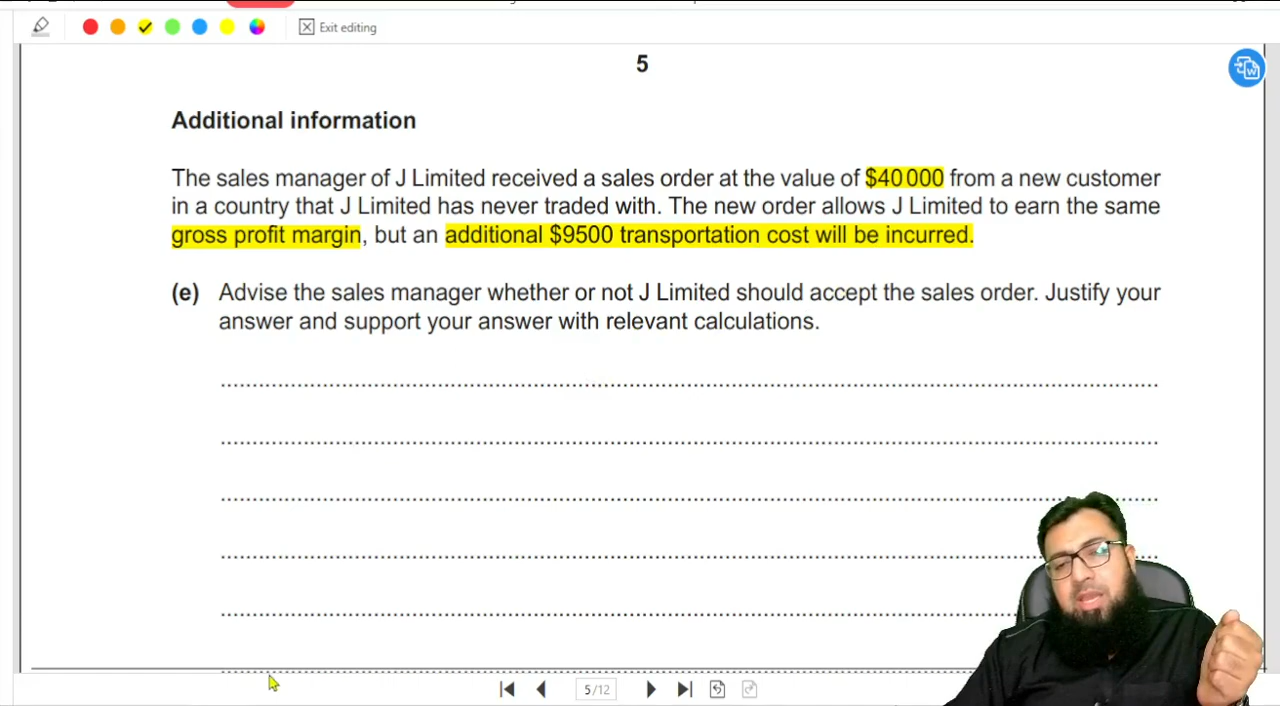 Exit editing
5
Additional information
The sales manager of J Limited received a sales order at the value of $40 000 from a new customer
in a country that J Limited has never traded with. The new order allows J Limited to earn the same
gross profit margin, but an additional $9500 transportation cost will be incurred.
(e) Advise the sales manager whether or not J Limited should accept the sales order. Justify your
answer and support your answer with relevant calculations.
5/12